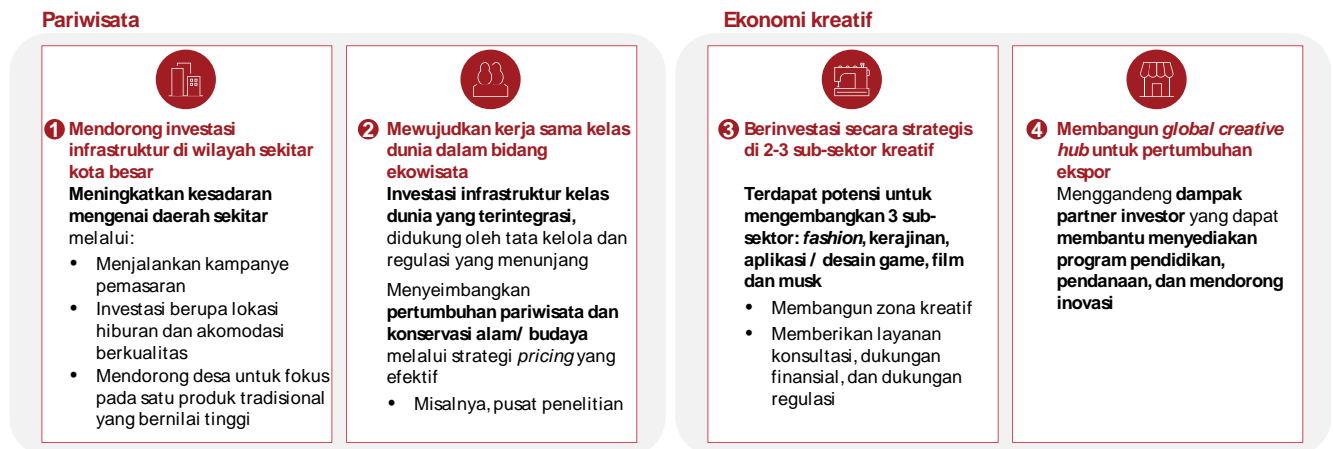 Pariwisata
1 Mendorong investasi
infrastruktur di wilayah sekitar
kota besar
Meningkatkan kesadaran
mengenai daerah sekitar
melalui:
• Menjalankan kampanye
pemasaran
• Investasi berupa lokasi
hiburan dan akomodasi
berkualitas
• Mendorong desa untuk fokus
pada satu produk tradisional
yang bernilai tinggi
2 Mewujudkan kerja sama kelas
dunia dalam bidang
ekowisata
Investasi infrastruktur kelas
dunia yang terintegrasi,
didukung oleh tata kelola dan
regulasi yang menunjang
Menyeimbangkan
pertumbuhan pariwisata dan
konservasi alam/ budaya
melalui strategi pricing yang
efektif
• Misalnya, pusat penelitian
Ekonomi kreatif
3 Berinvestasi secara strategis
di 2-3 sub-sektor kreatif
Terdapat potensi untuk
mengembangkan 3 sub-
sektor: fashion, kerajinan,
aplikasi / desain game, film
dan musk
• Membangun zona kreatif
• Memberikan layanan
konsultasi, dukungan
finansial, dan dukungan
regulasi
4 Membangun global creative
hub untuk pertumbuhan
ekspor
Menggandeng dampak
partner investor yang dapat
membantu menyediakan
program pendidikan,
pendanaan, dan mendorong
inovasi